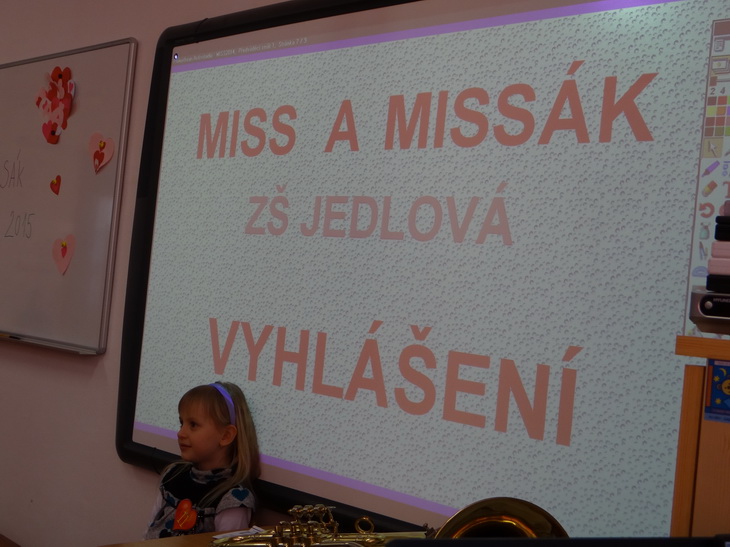 MISS A MISSÁK
ZŠ JEDLOVÁ
VYHLÁŠENÍ
SÁK
2015